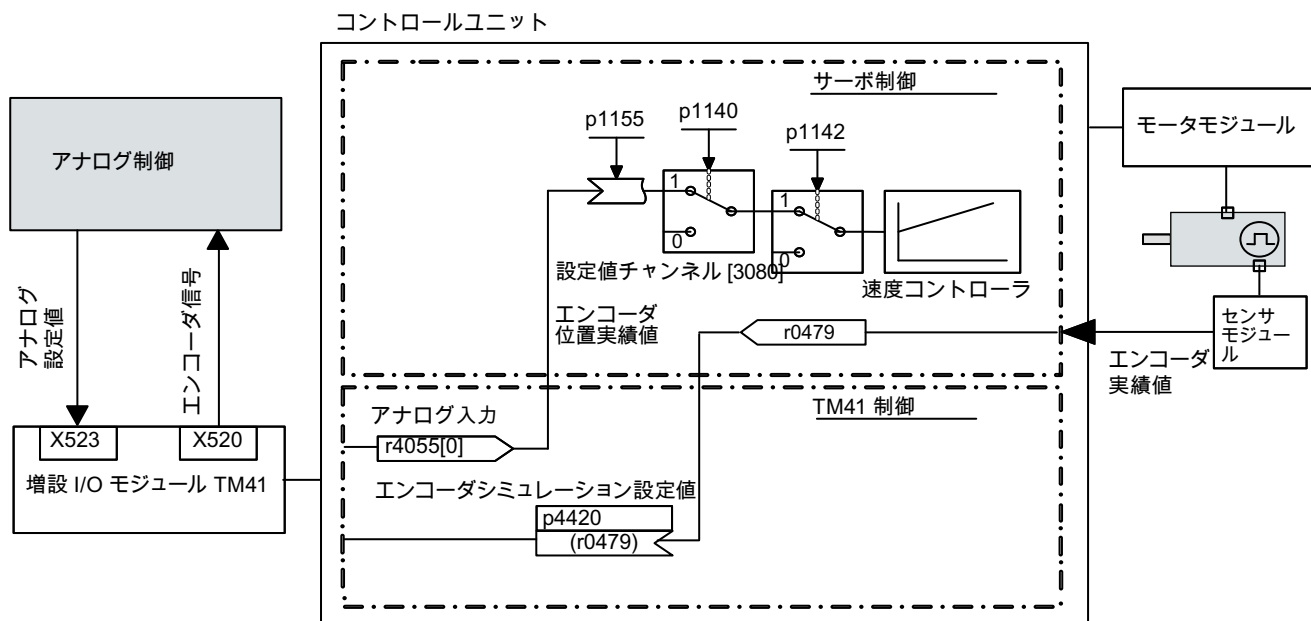 コントロールユニット
サーボ制御
アナログ制御
p1155
p1140
p1142
モータモジュール
1
0
1
0
設定値チャンネル [3080]
速度コントローラ
アナログ
設定値
エンコーダ信号
エンコーダ
位置実績値
r0479
センサ
モジュー
ル
エンコーダ
実績値
TM41 制御
アナログ入力
r4055[0]
X523
X520
増設 I/O モジュール TM41
エンコーダシミュレーション設定値
p4420
(r0479)